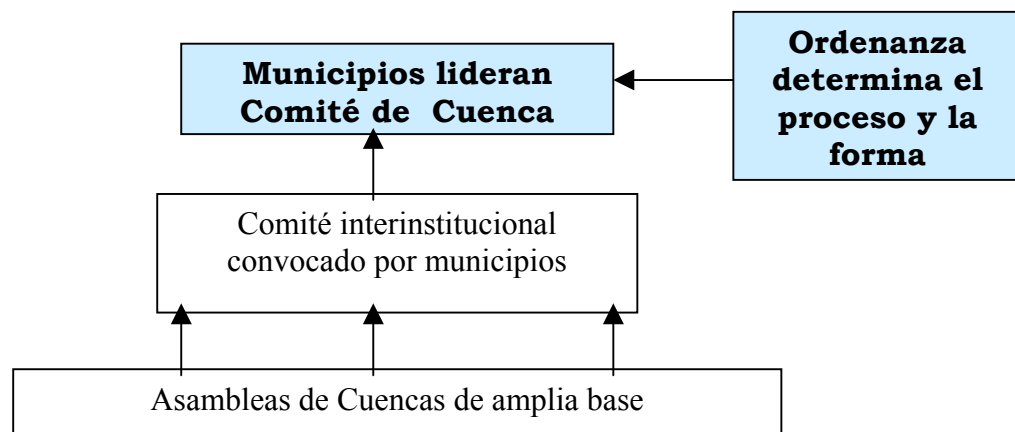 Municipios lideran
Comité de Cuenca
Ordenanza
determina el
proceso y la
forma
Comité interinstitucional
convocado por municipios
Asambleas de Cuencas de amplia base